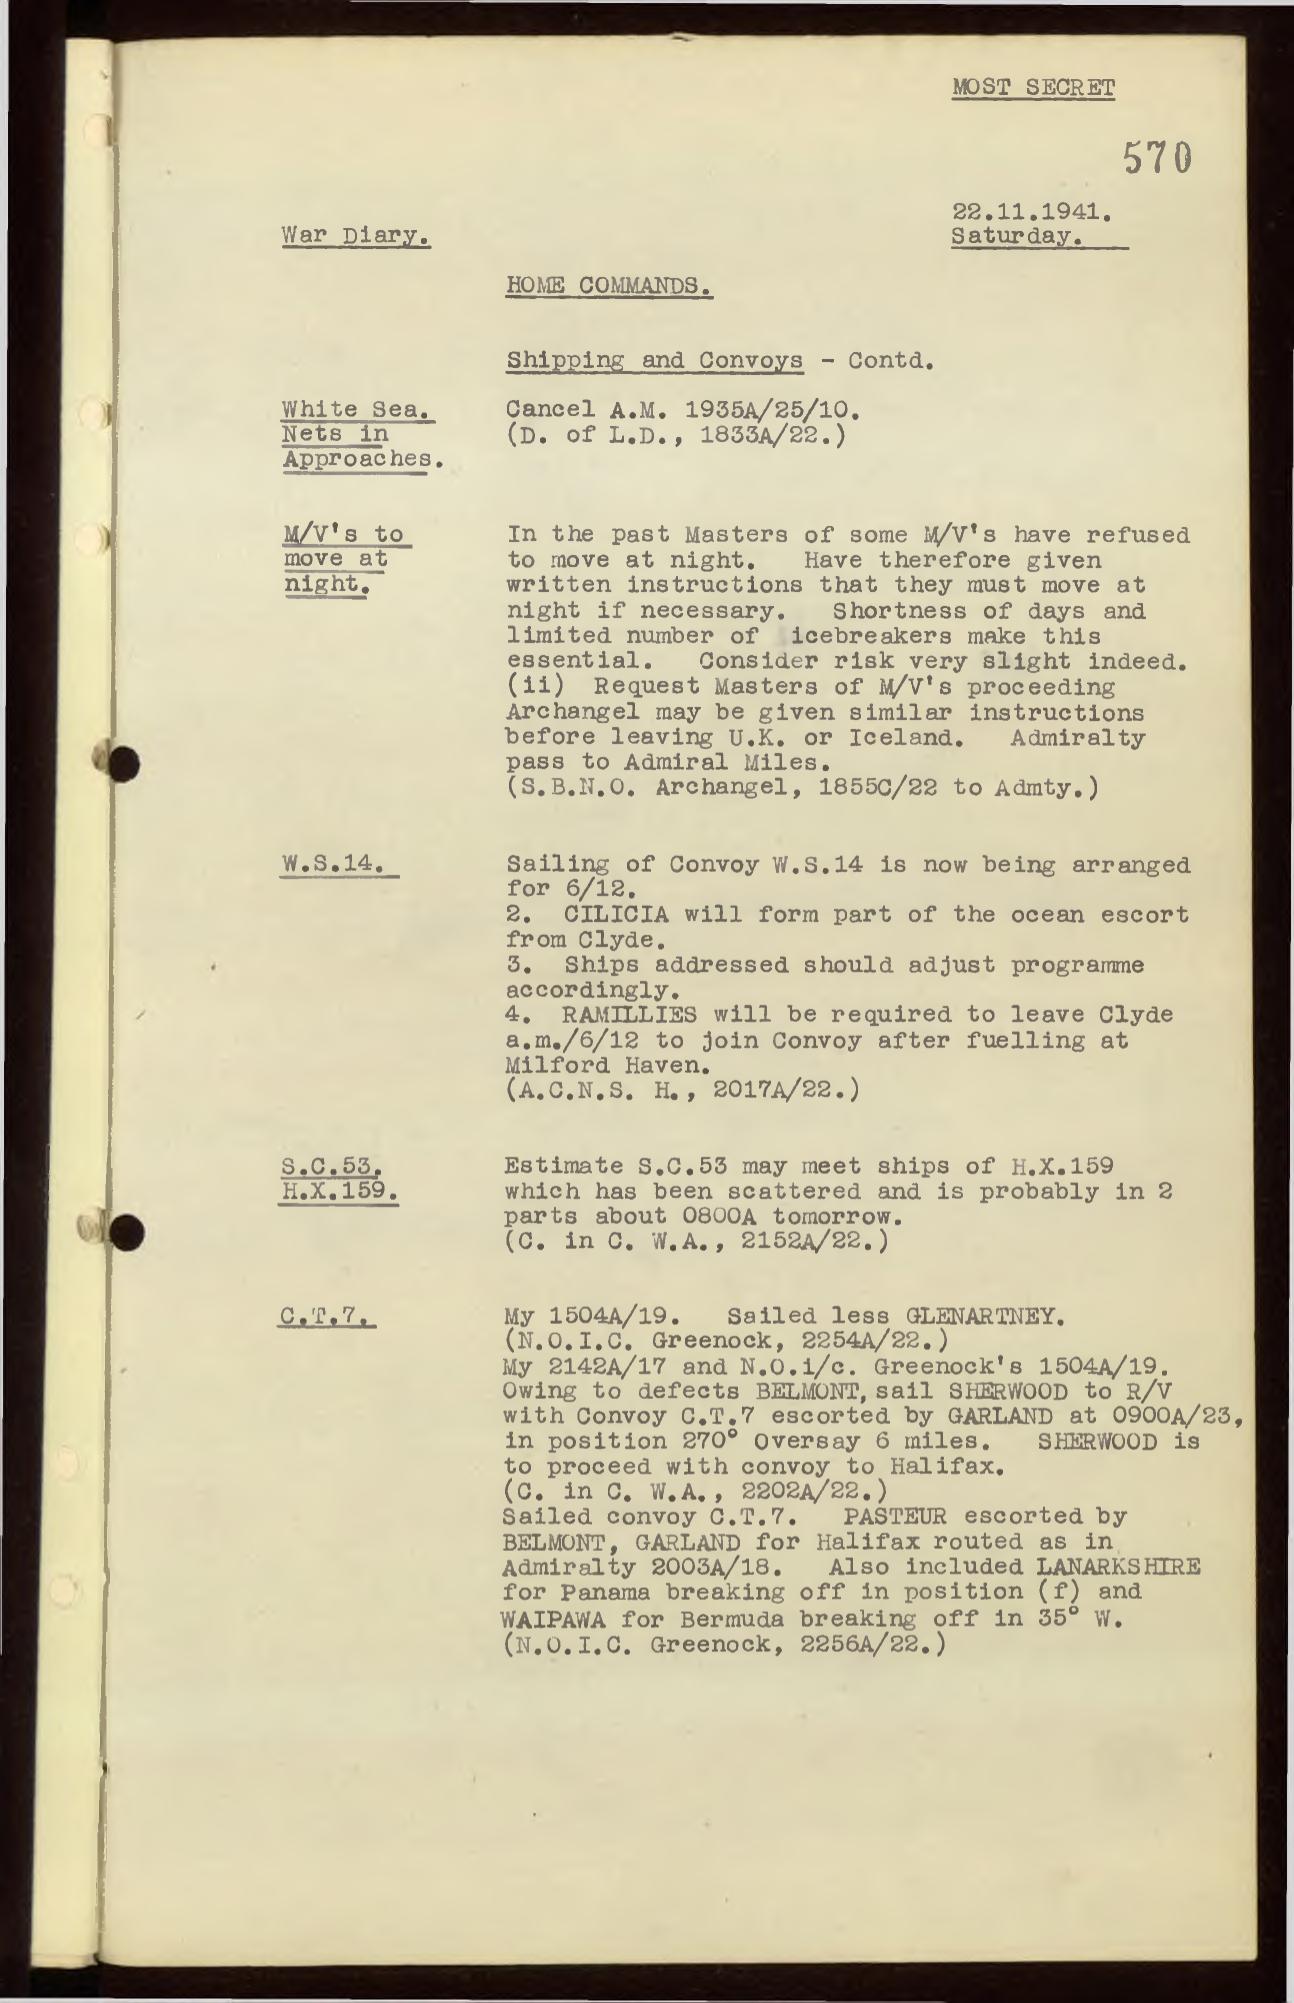 MOST SECRET
570
22.11.1941.
War Diary.
Saturday.
HOME COMMANDS.
Shipping and Convoys - Contd.
White Sea.
Nets in
Approaches.
Cancel A.M. 1935A/25/10.
(D. of L.D., 1833A/22.)
M/V's to
move at
night.
In the past Masters of some M/V's have refused
to move at night. Have therefore given
written instructions that they must move at
night if necessary. Shortness of days and
limited number of icebreakers make this
essential. Consider risk very slight indeed.
(ii) Request Masters of M/V's proceeding
Archangel may be given similar instructions
before leaving U.K. or Iceland. Admiralty
pass to Admiral Miles.
(S.B.N.O. Archangel, 1855C/22 to Admty.)
W.S.14.
Sailing of Convoy W.S.14 is now being arranged
for 6/12.
2. CILICIA will form part of the ocean escort
from Clyde.
3. Ships addressed should adjust programme
accordingly.
4. RAMILLIES will be required to leave Clyde
a.m./6/12 to join Convoy after fuelling at
Milford Haven.
(A.C.N.S. H., 2017A/22.)
S.C.53.
H.X.159.
Estimate S.C.53 may meet ships of H.X.159
which has been scattered and is probably in 2
parts about 0800A tomorrow.
(C. in C. W.A., 2152A/22.)
C.T.7.
My 1504A/19. Sailed less GLENARTNEY.
(N.O.I.C. Greenock, 2254A/22.)
My 2142A/17 and N.O.i/c. Greenock's 1504A/19.
Owing to defects BELMONT, sail SHERWOOD to R/V
with Convoy C.T.7 escorted by GARLAND at 0900A/23,
in position 270° Oversay 6 miles. SHERWOOD is
to proceed with convoy to Halifax.
(C. in C. W.A., 2202A/22.)
Sailed convoy C.T.7. PASTEUR escorted by
BELMONT, GARLAND for Halifax routed as in
Admiralty 2003A/18. Also included LANARKSHIRE
for Panama breaking off in position (f) and
WAIPAWA for Bermuda breaking off in 35° W.
(N.O.I.C. Greenock, 2256A/22.)